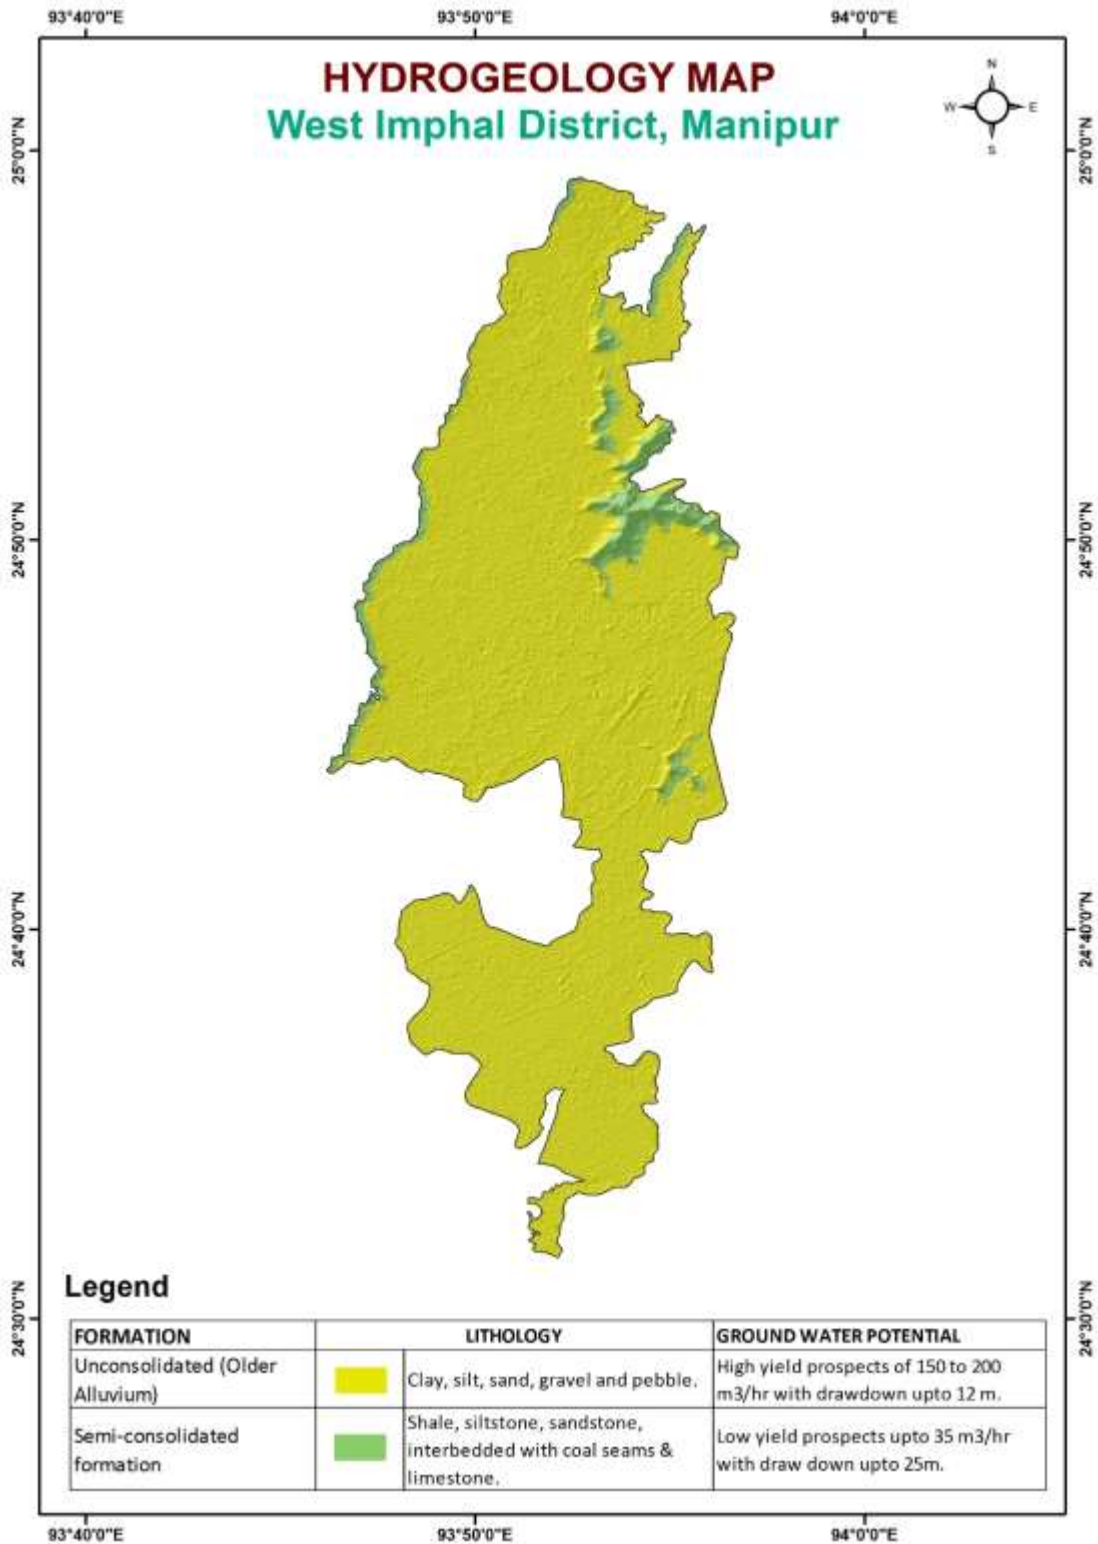 93°40'0"E 93°50'0"E 94°0'0"E
HYDROGEOLOGY MAP
West Imphal District, Manipur
N
W E
S
25°0'0"N 25°0'0"N
24°50'0"N 24°50'0"N
24°40'0"N 24°40'0"N
24°30'0"N 24°30'0"N
Legend
FORMATION LITHOLOGY GROUND WATER POTENTIAL
Unconsolidated (Older
Alluvium)
Clay, silt, sand, gravel and pebble.
High yield prospects of 150 to 200
m3/hr with drawdown upto 12 m.
Semi-consolidated
formation
Shale, siltstone, sandstone,
interbedded with coal seams &
limestone.
Low yield prospects upto 35 m3/hr
with draw down upto 25m.
93°40'0"E 93°50'0"E 94°0'0"E